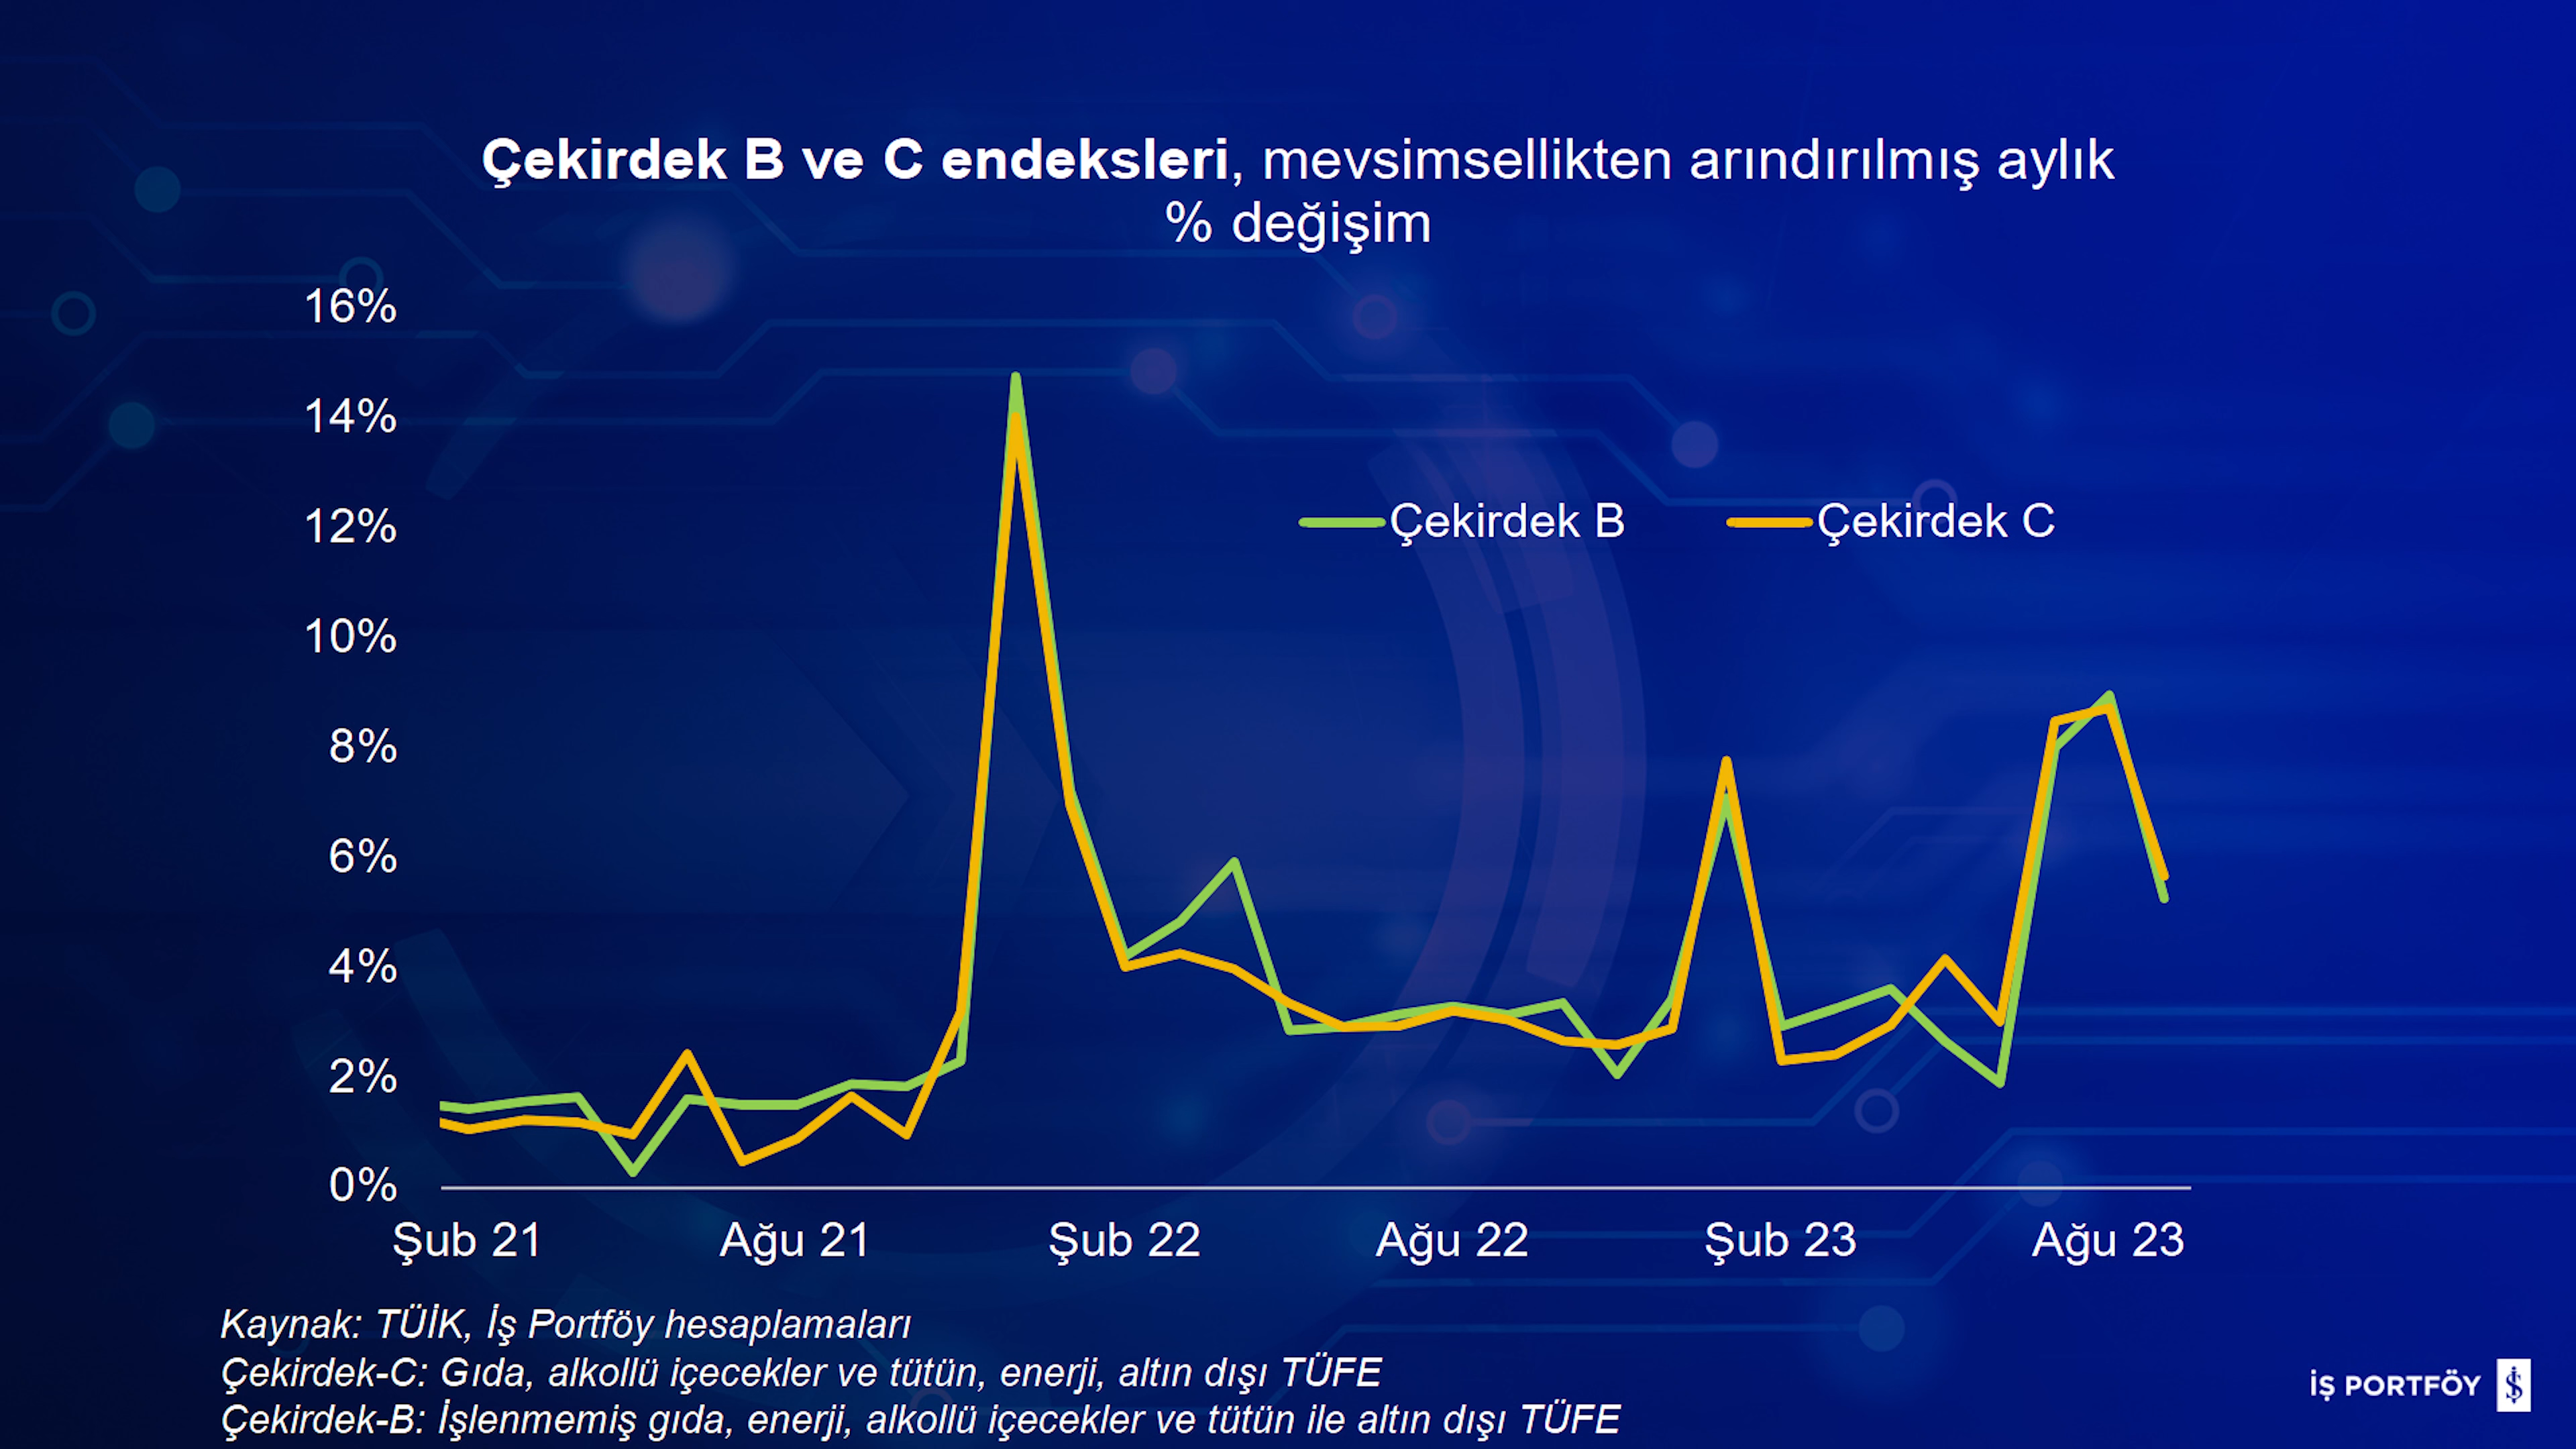 Çekirdek B ve C endeksleri, mevsimsellikten arındırılmış aylık
% değişim
16%
14%
12%
10%
8%
6%
4%
2%
0%
Çekirdek B
Çekirdek C
Şub 21
Ağu 21
Şub 22
Ağu 22
Şub 23
Ağu 23
Kaynak: TÜİK, İş Portföy hesaplamaları
Çekirdek-C: Gıda, alkollü içecekler ve tütün, enerji, altın dışı TÜFE
Çekirdek-B: İşlenmemiş gıda, enerji, alkollü içecekler ve tütün ile altın dışı TÜFE
İŞ PORTFÖY